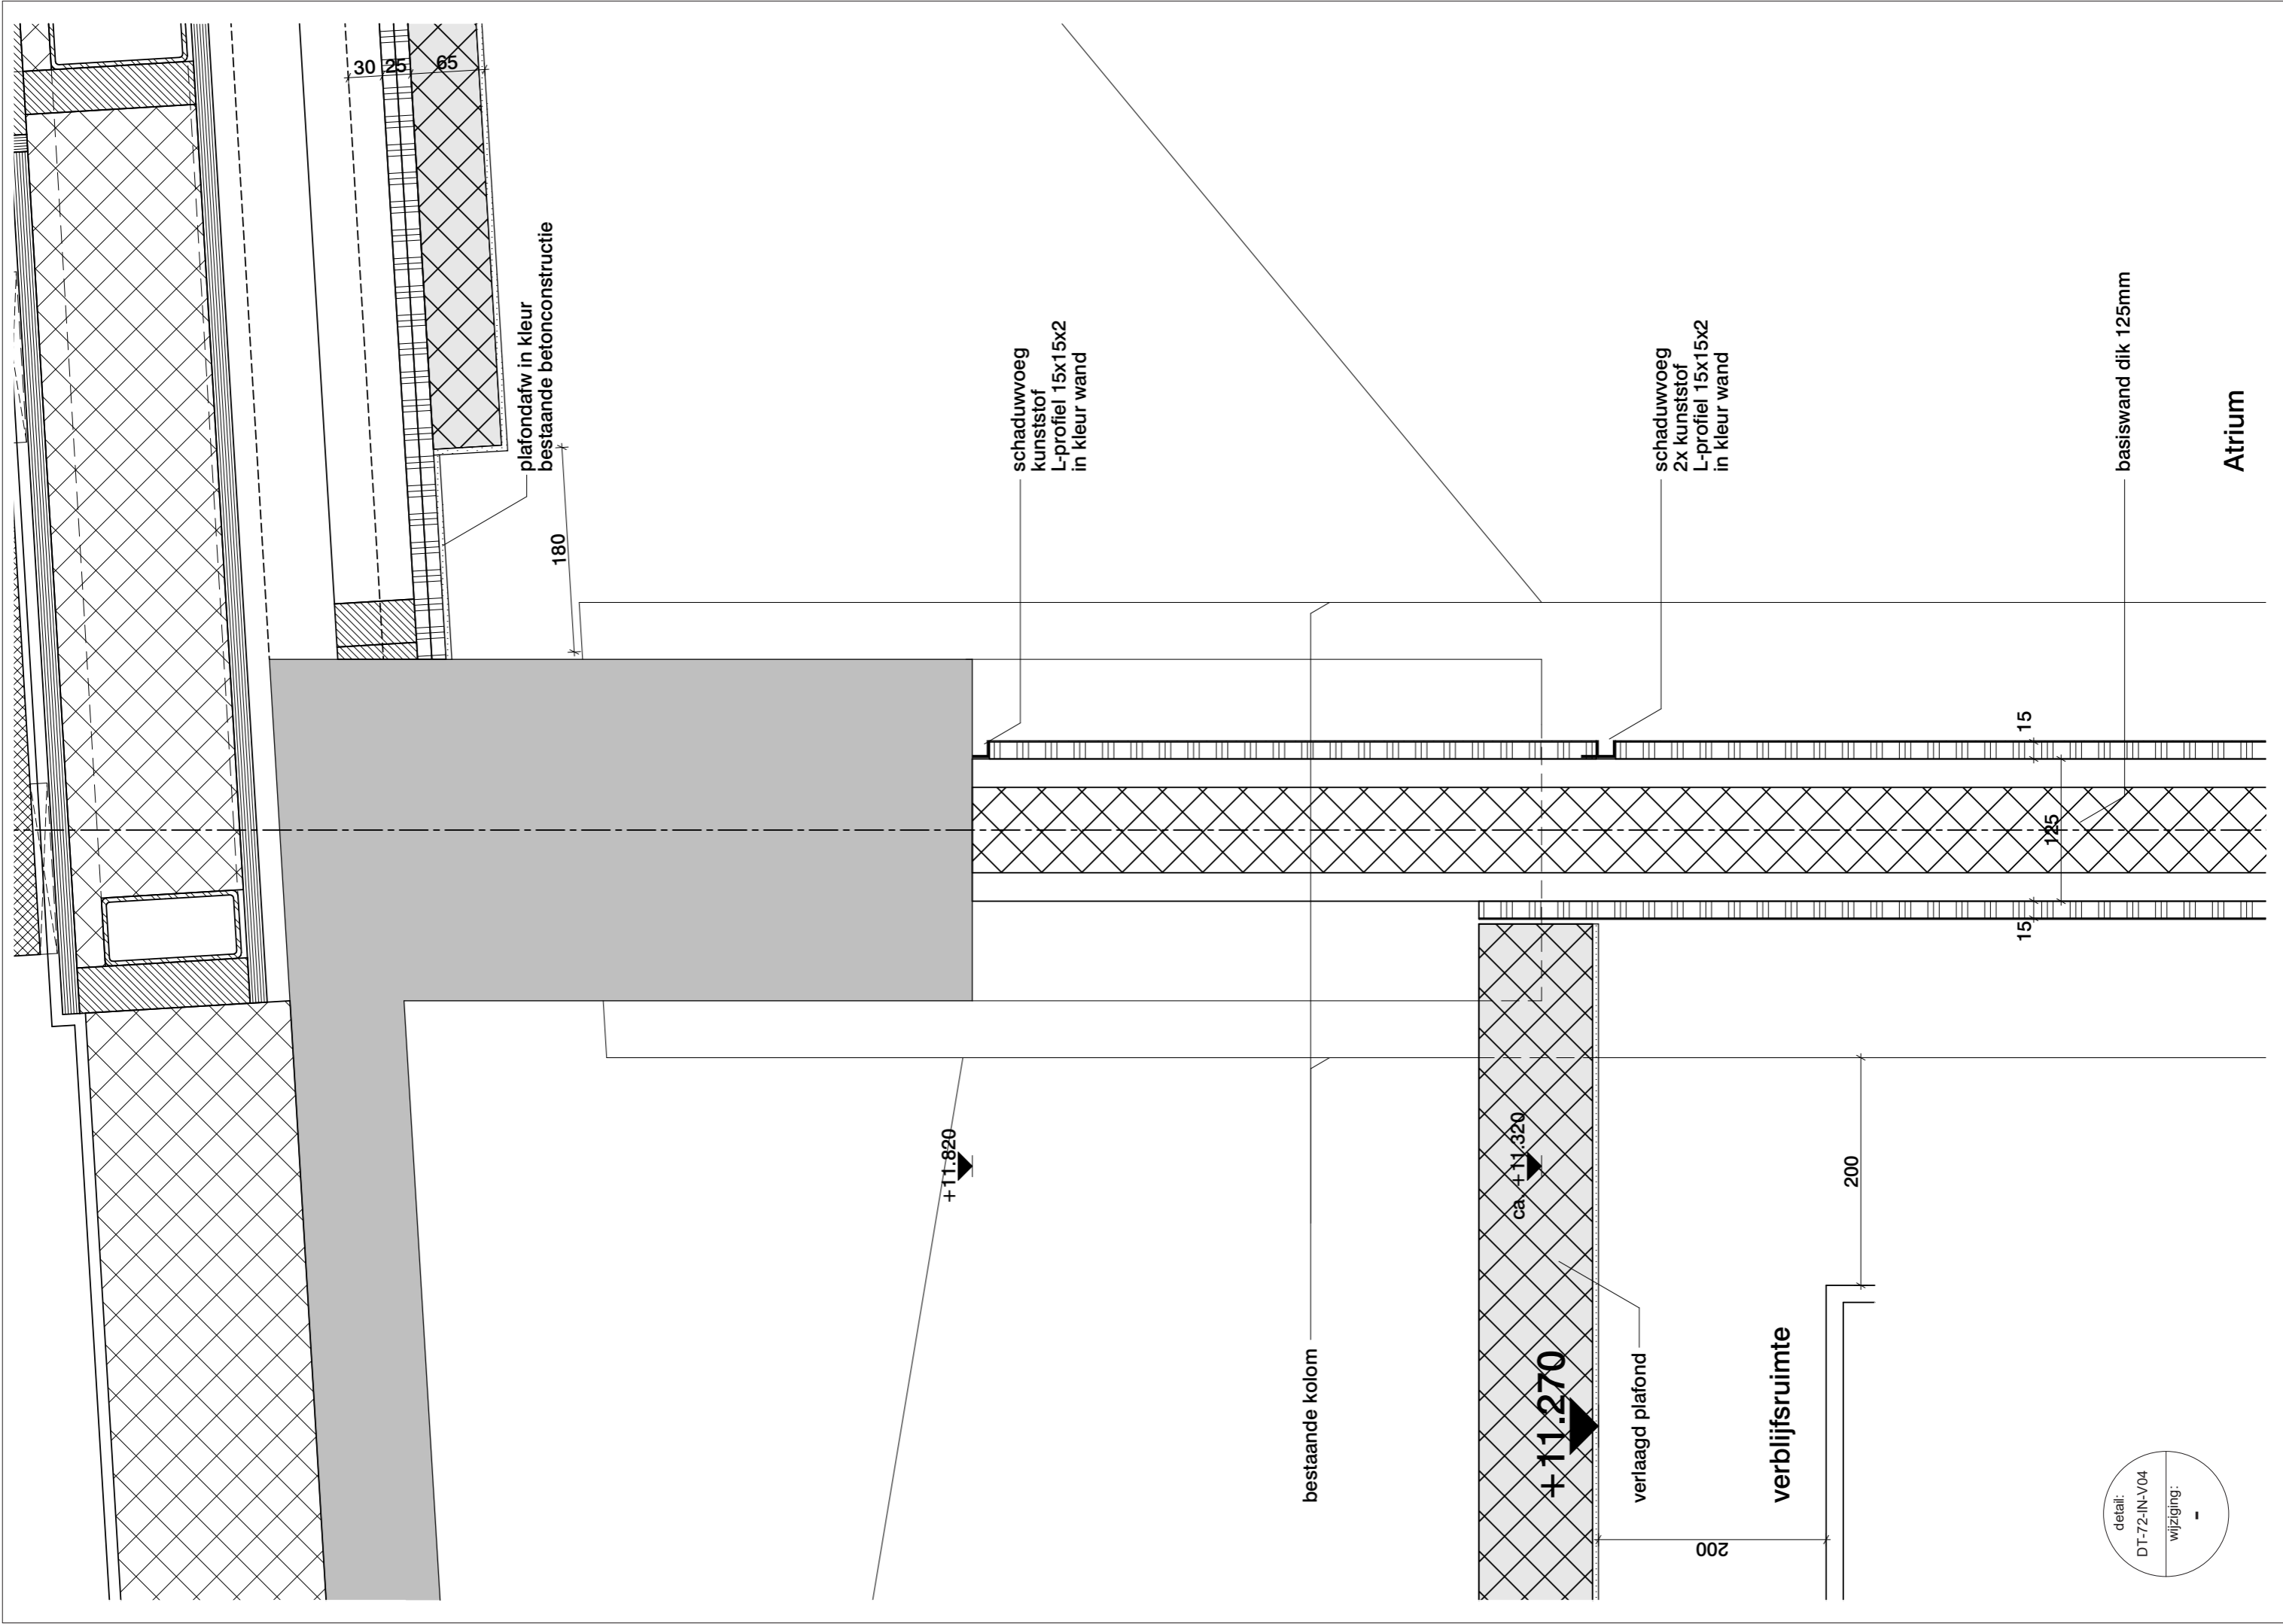 30
25
65
plafondafw in kleur
bestaande betonconstructie
180
schaduwvoeg
kunststof
L-profiel 15x15x2
in kleur wand
schaduwvoeg
2x kunststof
L-profiel 15x15x2
in kleur wand
basiswand dik 125mm
Atrium
15
125
15
+11.820
ca. +11.320
200
bestaande kolom
+11.270
verlaagd plafond
verblijfsruimte
200
detail:
DT-72-IN-V04
wijziging:
-